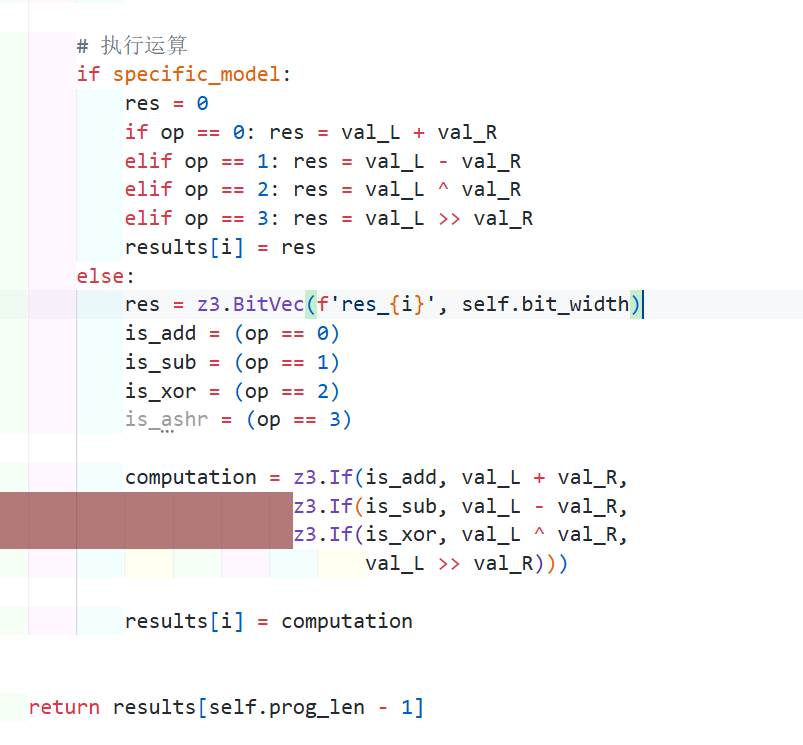 # 执行运算
if specific_model:
res = 0
if op == 0: res = val_L + val_R
elif op == 1: res = val_L - val_R
elif op == 2: res = val_L ^ val_R
elif op == 3: res = val_L >> val_R
results[i] = res
else:
res = z3.BitVec(f'res_{i}', self.bit_width)
is_add = (op == 0)
is_sub = (op == 1)
is_xor = (op == 2)
is_ashr = (op == 3)
computation = z3.If(is_add, val_L + val_R,
z3.If(is_sub, val_L - val_R,
z3.If(is_xor, val_L ^ val_R,
val_L >> val_R)))
results[i] = computation
return results[self.prog_len - 1]